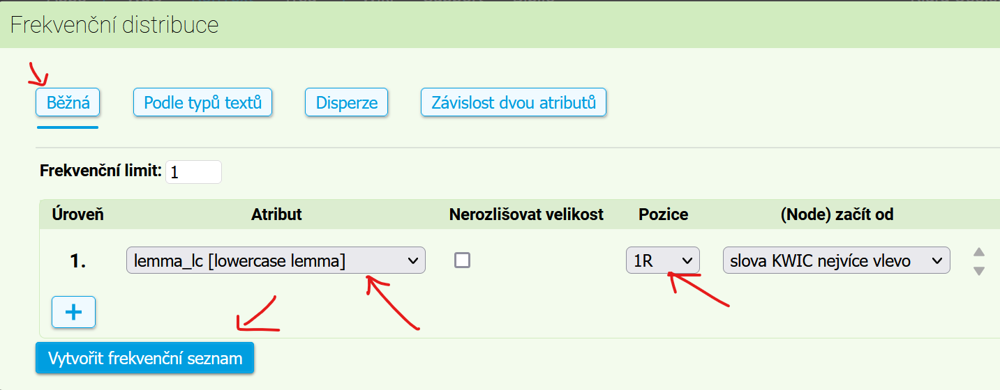 Frekvenční distribuce
Běžná Podle typů textů Disperze Závislost dvou atributů
Frekvenční limit: 1
Úroveň Atribut Nerozlišovat velikost Pozice (Node) začít od
1. lemma_lc [lowercase lemma] 1R slova KWIC nejvíce vlevo
+
Vytvořit frekvenční seznam